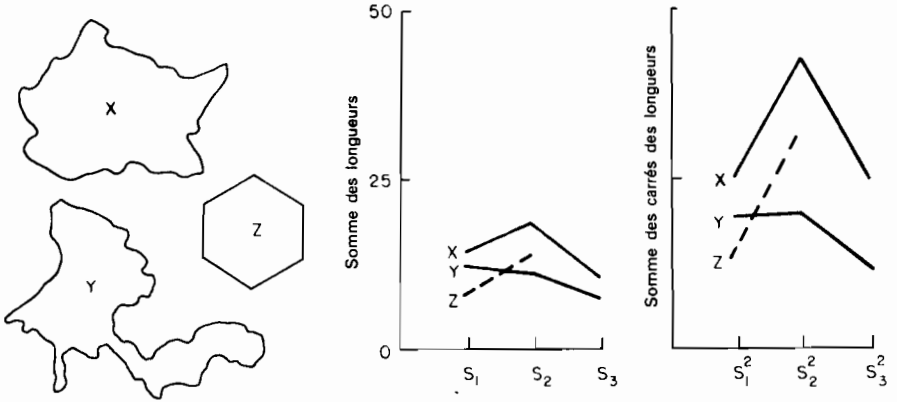 X
Y
Z
Somme des longueurs
50
25
0
X
Y
Z
S₁ S₂ S₃
Somme des carrés des longueurs
X
Y
Z
S₁² S₂² S₃²